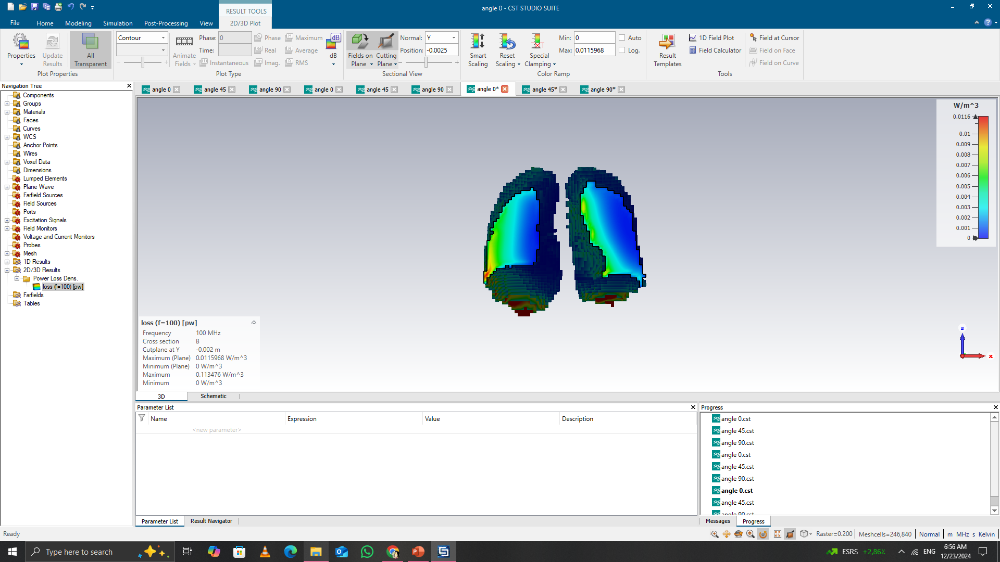 angle 0 - CST STUDIO SUITE
RESULT TOOLS
File
Home
Modeling
Simulation
Post-Processing
View
2D/3D Plot
Properties
Update Results
All Transparent
Plot Properties
Contour
Animate Fields
Phase: 0
Time:
Instantaneous
Phase
Real
Imag.
Maximum
Average
RMS
dB
dB
Plot Type
Fields on Plane
Cutting Plane
Normal: Y
Position: -0.0025
Sectional View
Smart Scaling
Reset Scaling
Special Clamping
Min: 0
Max: 0.0115968
Auto
Log.
Color Ramp
Result Templates
1D Field Plot
Field Calculator
Field at Cursor
Field on Face
Field on Curve
Tools
Navigation Tree
Components
Groups
Materials
Faces
Curves
WCS
Anchor Points
Wires
Voxel Data
Dimensions
Lumped Elements
Plane Wave
Farfield Sources
Field Sources
Ports
Excitation Signals
Field Monitors
Voltage and Current Monitors
Probes
Mesh
1D Results
2D/3D Results
Power Loss Dens.
loss (f=100) [pw]
Farfields
Tables
angle 0
angle 45
angle 90
angle 0
angle 45
angle 90
angle 0*
angle 45*
angle 90*
W/m^3
0.0116
0.01
0.009
0.008
0.007
0.006
0.005
0.004
0.003
0.002
0.001
0
loss (f=100) [pw]
Frequency 100 MHz
Cross section B
Cutplane at Y -0.002 m
Maximum (Plane) 0.0115968 W/m^3
Minimum (Plane) 0 W/m^3
Maximum 0.113476 W/m^3
Minimum 0 W/m^3
z
x
3D
Schematic
Parameter List
Name Expression Value Description
<new parameter>
Parameter List
Result Navigator
Progress
angle 0.cst
angle 45.cst
angle 90.cst
angle 0.cst
angle 45.cst
angle 90.cst
angle 0.cst
angle 45.cst
angle 90.cst
Messages
Progress
Ready
Raster=0.200 Meshcells=246,840 Normal m MHz s Kelvin
Type here to search
ESRS +2,86%
ENG
6:56 AM
12/23/2024